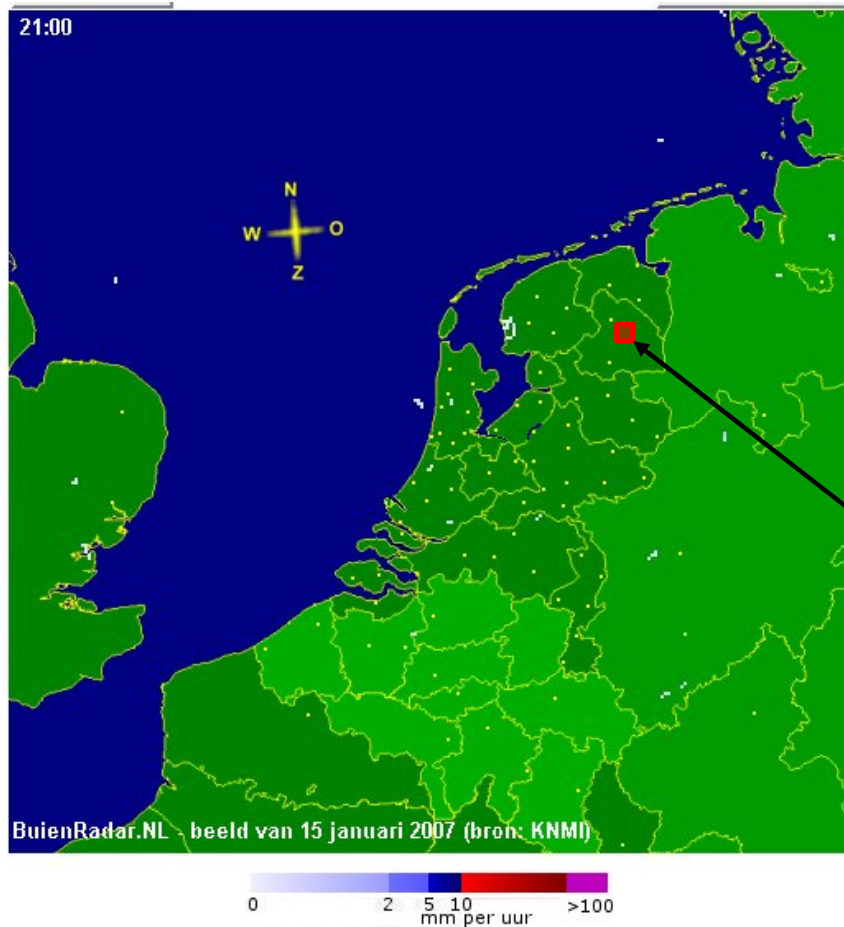 21:00
N
W O
Z
BuienRadar.NL - beeld van 15 januari 2007 (bron: KNMI)
0 2 5 10 >100
mm per uur